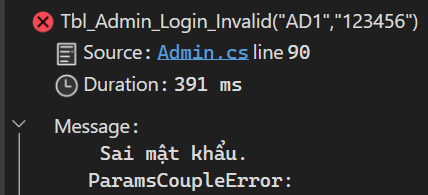 Tbl_Admin_Login_Invalid("AD1","123456")
Source: Admin.cs line 90
Duration: 391 ms
Message:
Sai mật khẩu.
ParamsCoupleError: